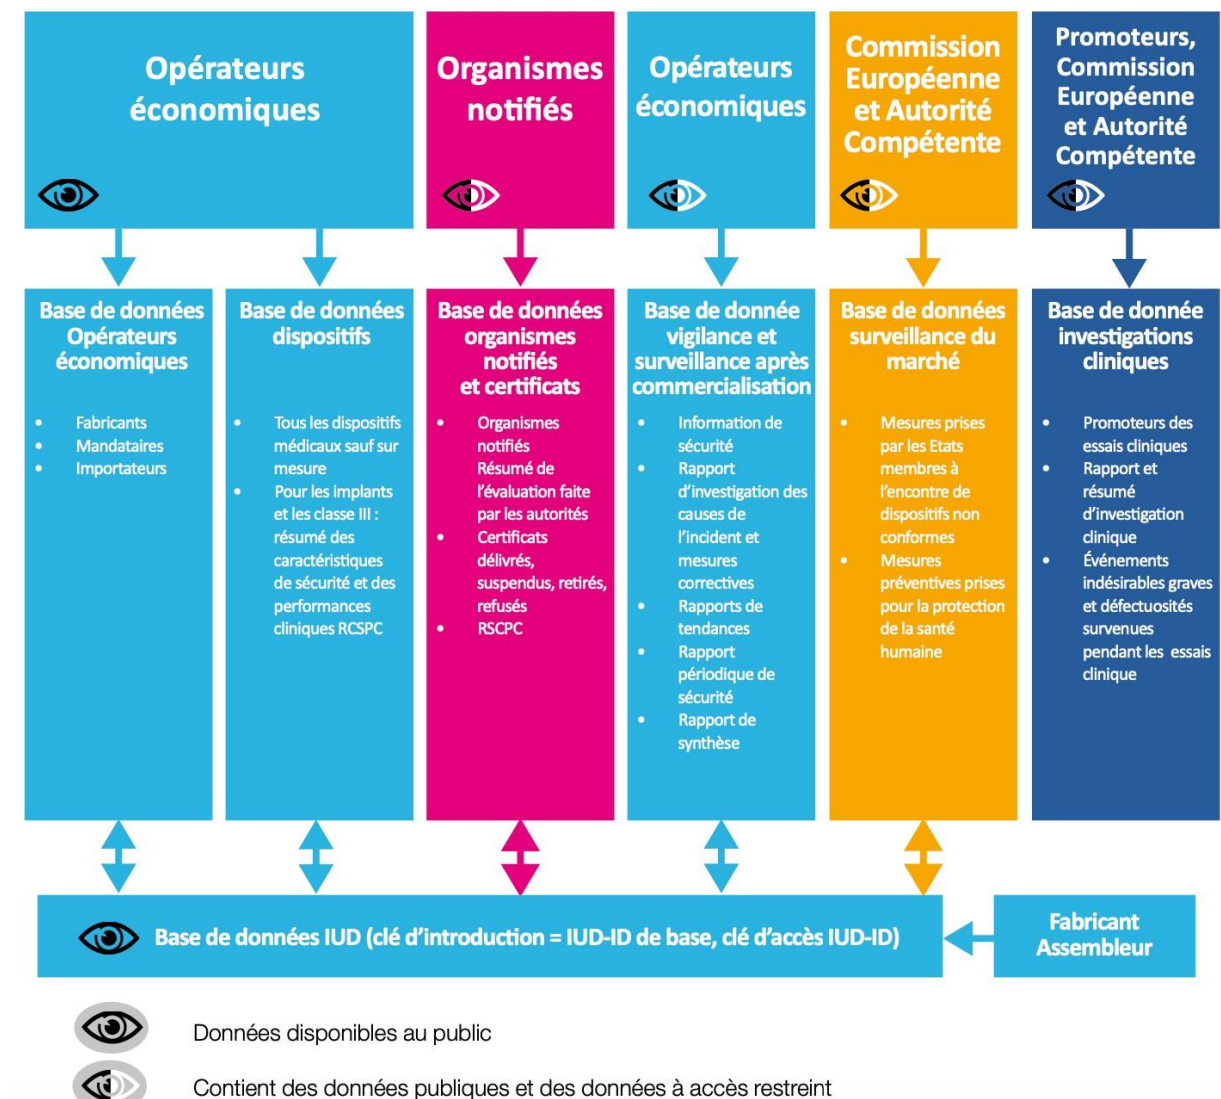 Opérateurs
économiques
Organismes
notifiés
Opérateurs
économiques
Commission
Européenne
et Autorité
Compétente
Promoteurs,
Commission
Européenne
et Autorité
Compétente
Base de données
Opérateurs
économiques
• Fabricants
• Mandataires
• Importateurs
Base de données
dispositifs
• Tous les dispositifs
médicaux sauf sur
mesure
• Pour les implants
et les classe III :
résumé des
caractéristiques
de sécurité et des
performances
cliniques RCSPC
Base de données
organismes
notifiés
et certificats
• Organismes
notifiés
Résumé de
l'évaluation faite
par les autorités
• Certificats
délivrés,
suspendus, retirés,
refusés
• RSCPC
Base de donnée
vigilance et
surveillance après
commercialisation
• Information de
sécurité
• Rapport
d'investigation des
causes de
l'incident et
mesures
correctives
• Rapports de
tendances
• Rapport
périodique de
sécurité
• Rapport de
synthèse
Base de données
surveillance du
marché
• Mesures prises
par les Etats
membres à
l'encontre de
dispositifs non
conformes
• Mesures
préventives prises
pour la protection
de la santé
humaine
Base de donnée
investigations
cliniques
• Promoteurs des
essais cliniques
• Rapport et
résumé
d'investigation
clinique
• Événements
indésirables graves
et défectuosités
survenues
pendant les essais
clinique
Base de données IUD (clé d'introduction = IUD-ID de base, clé d'accès IUD-ID)
Fabricant
Assembleur
Données disponibles au public
Contient des données publiques et des données à accès restreint